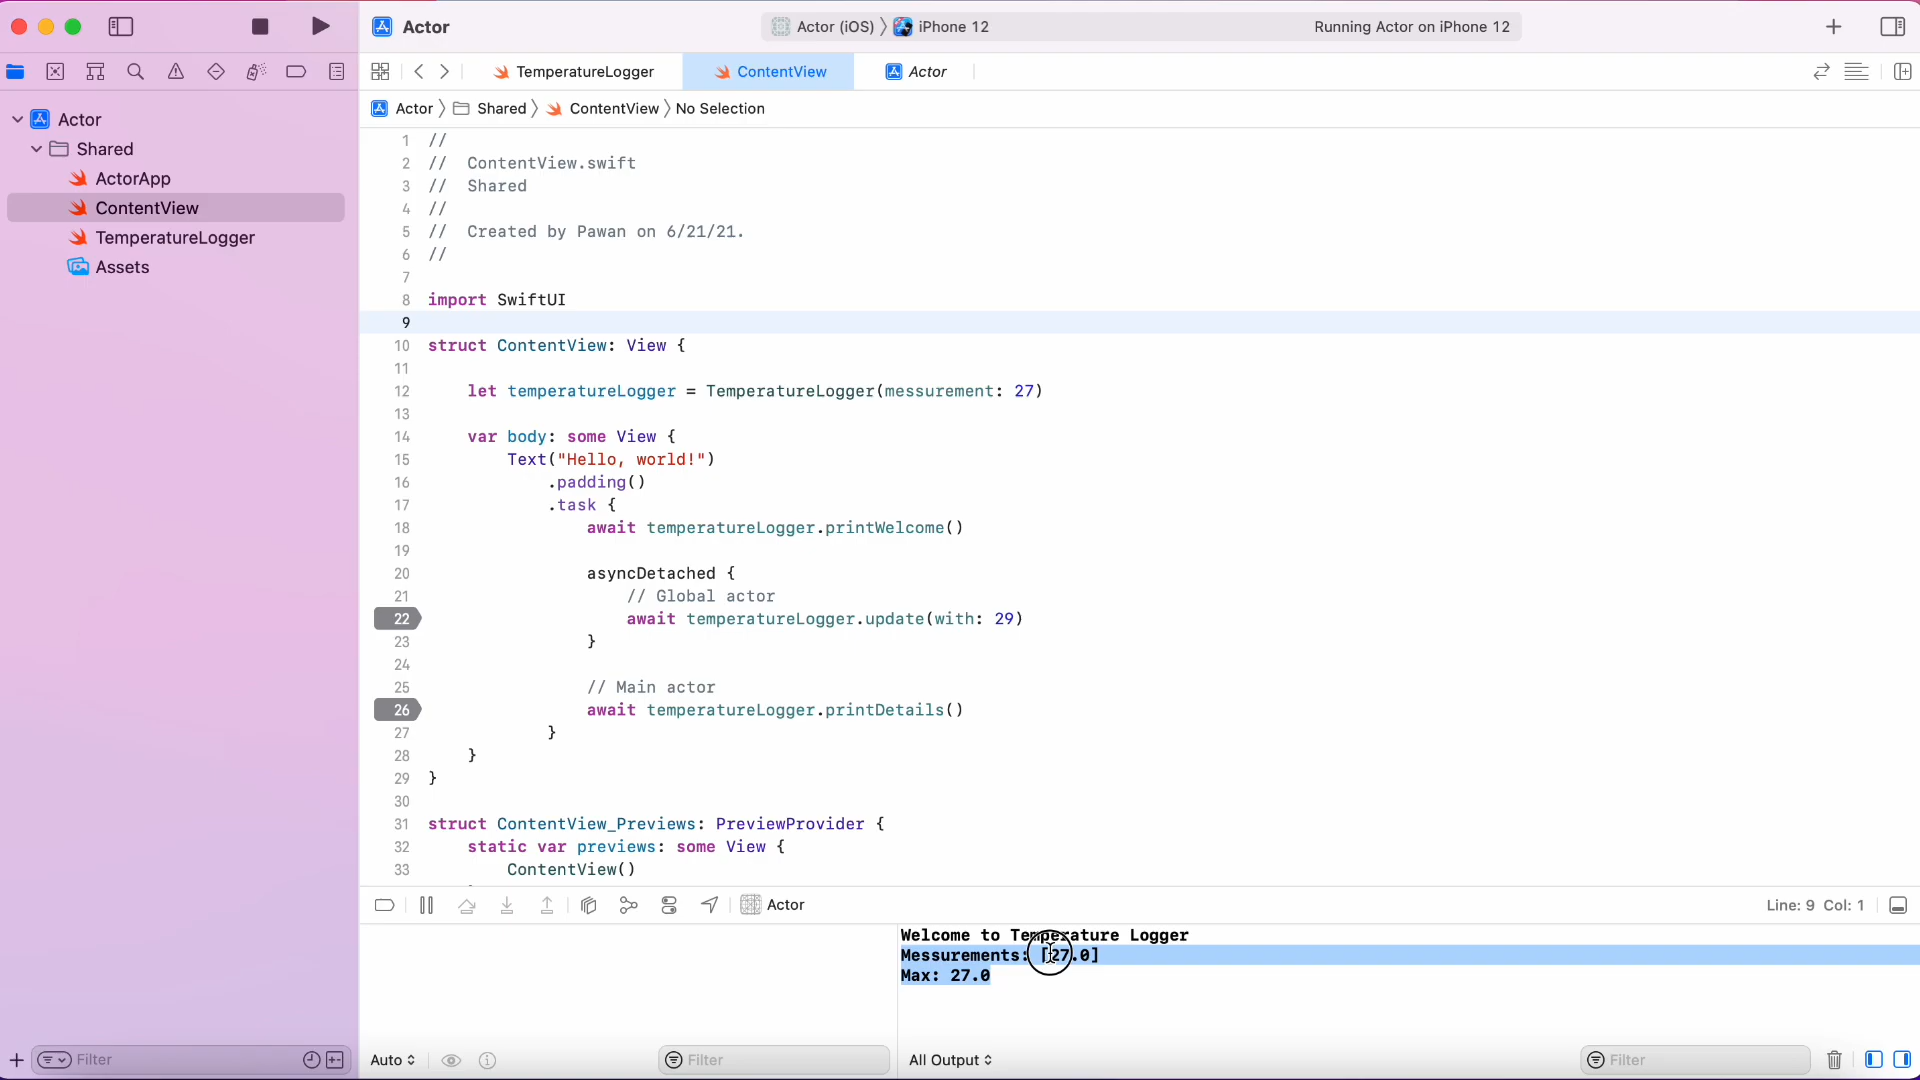 Actor
Actor (iOS) 〉 iPhone 12
Running Actor on iPhone 12
TemperatureLogger
ContentView
Actor
Actor 〉 Shared 〉 ContentView 〉 No Selection
Actor
Shared
ActorApp
ContentView
TemperatureLogger
Assets
1 //
2 //  ContentView.swift
3 //  Shared
4 //
5 //  Created by Pawan on 6/21/21.
6 //
7
8 import SwiftUI
9
10 struct ContentView: View {
11
12     let temperatureLogger = TemperatureLogger(messurement: 27)
13
14     var body: some View {
15         Text("Hello, world!")
16             .padding()
17             .task {
18                 await temperatureLogger.printWelcome()
19
20                 asyncDetached {
21                     // Global actor
22                     await temperatureLogger.update(with: 29)
23                 }
24
25                 // Main actor
26                 await temperatureLogger.printDetails()
27             }
28     }
29 }
30
31 struct ContentView_Previews: PreviewProvider {
32     static var previews: some View {
33         ContentView()
Actor
Line: 9 Col: 1
Welcome to Temperature Logger
Messurements: [27.0]
Max: 27.0
Filter
Auto
Filter
All Output
Filter